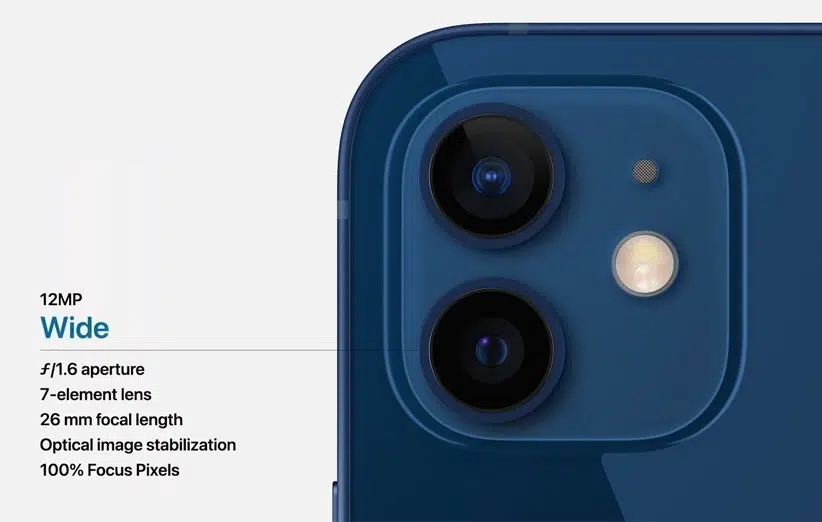 12MP
Wide
ƒ/1.6 aperture
7-element lens
26 mm focal length
Optical image stabilization
100% Focus Pixels